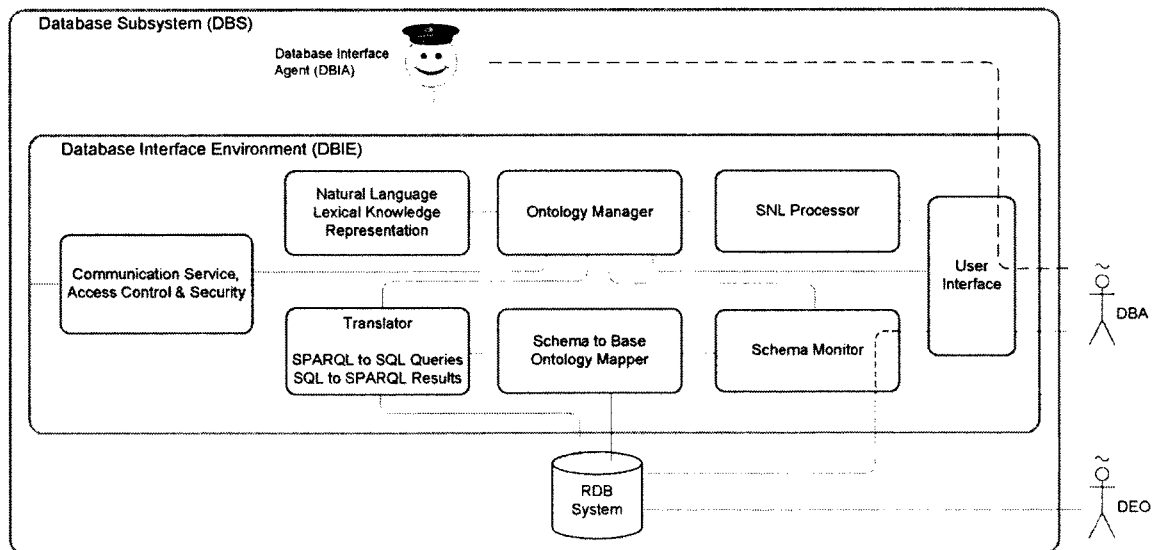 Database Subsystem (DBS)
Database Interface
Agent (DBIA)
Database Interface Environment (DBIE)
Natural Language
Lexical Knowledge
Representation
Ontology Manager
SNL Processor
Communication Service,
Access Control & Security
User
Interface
DBA
Translator
SPARQL to SQL Queries
SQL to SPARQL Results
Schema to Base
Ontology Mapper
Schema Monitor
RDB
System
DEO